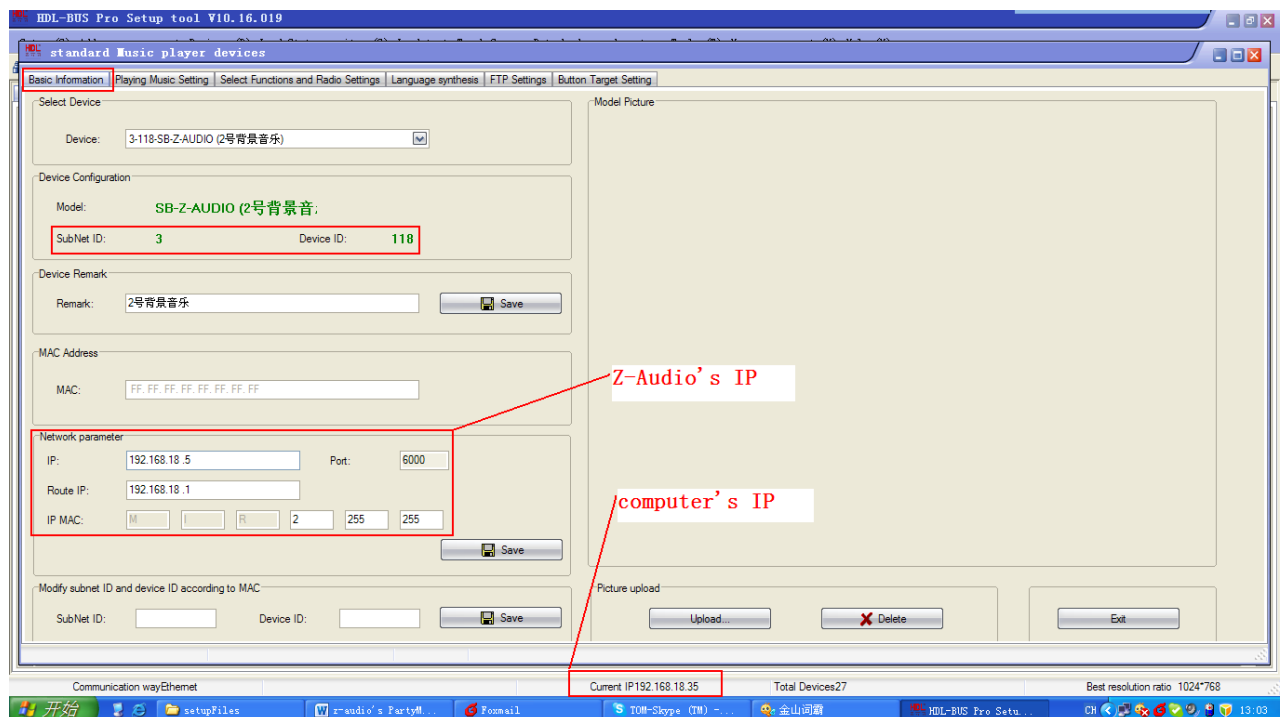 HDL-BUS Pro Setup tool V10.16.019
HDL standard Music player devices
Basic Information Playing Music Setting Select Functions and Radio Settings Language synthesis FTP Settings Button Target Setting
Select Device
Device: 3-118-SB-Z-AUDIO (2号背景音乐)
Device Configuration
Model: SB-Z-AUDIO (2号背景音;
SubNet ID: 3 Device ID: 118
Device Remark
Remark: 2号背景音乐 Save
MAC Address
MAC: FF. FF. FF. FF. FF. FF. FF. FF
Network parameter
IP: 192.168.18 .5 Port: 6000
Route IP: 192.168.18 .1
IP MAC: M I R 2 255 255
Save
Modify subnet ID and device ID according to MAC
SubNet ID: Device ID: Save
Model Picture
Z-Audio's IP
computer's IP
Picture upload
Upload... Delete
Exit
Communication wayEthernet Current IP192.168.18.35 Total Devices27 Best resolution ratio 1024*768
开始 setupFiles z-audio's PartyM... Foxmail TOM-Skype (TM) -... 金山词霸 HDL-BUS Pro Setu... CH 13:03